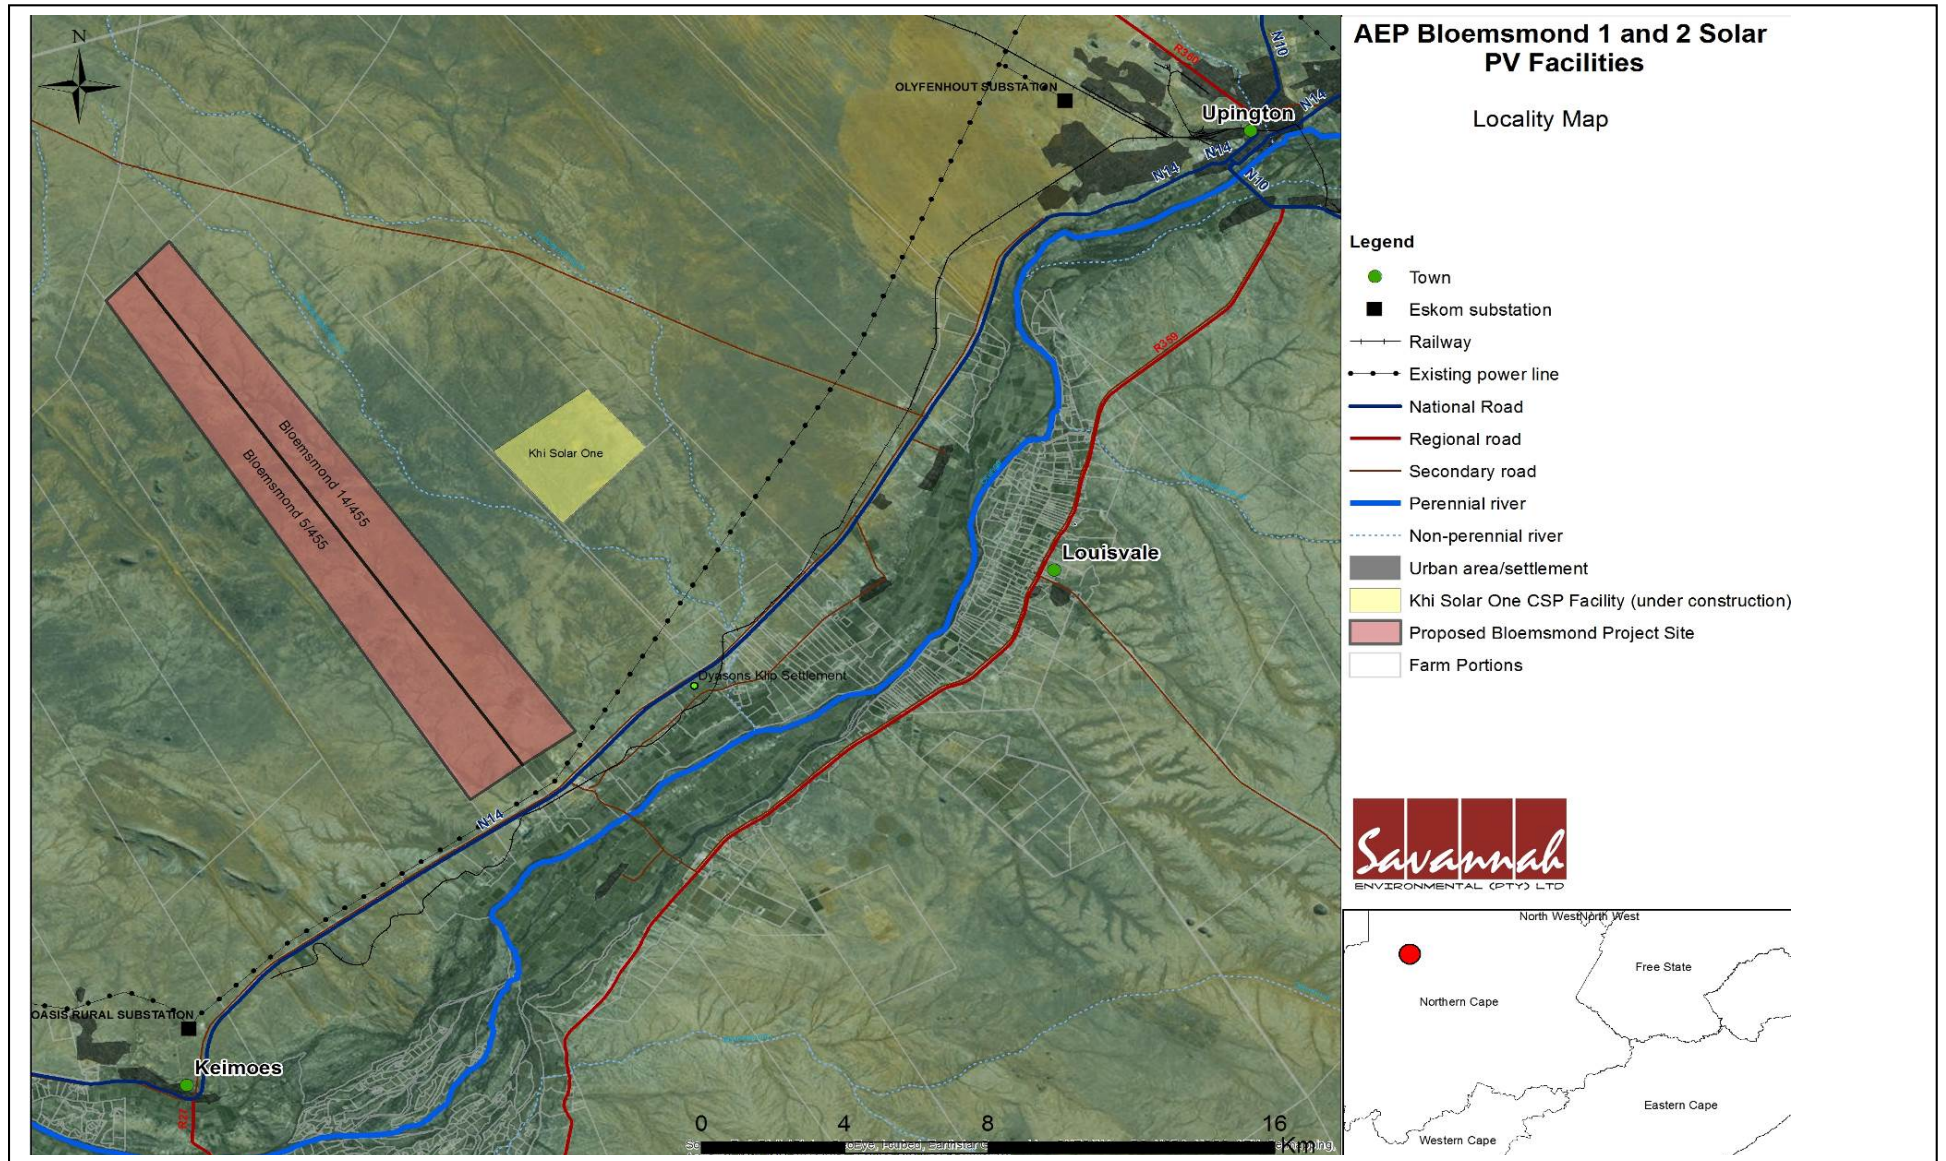 AEP Bloemsmond 1 and 2 Solar
PV Facilities
Locality Map
N
OLYFENHOUT SUBSTATION
R360
N10
N14
Upington
N14
N14
N10
R359
Khi Solar One
Bloemsmond 14/455
Bloemsmond 5/455
Louisvale
Dyasons Klip Settlement
N14
OASIS RURAL SUBSTATION
Keimoes
R27
0 4 8 16
Km
Legend
Town
Eskom substation
Railway
Existing power line
National Road
Regional road
Secondary road
Perennial river
Non-perennial river
Urban area/settlement
Khi Solar One CSP Facility (under construction)
Proposed Bloemsmond Project Site
Farm Portions
Savannah
ENVIRONMENTAL (PTY) LTD
North West
North West
Free State
Northern Cape
Eastern Cape
Western Cape